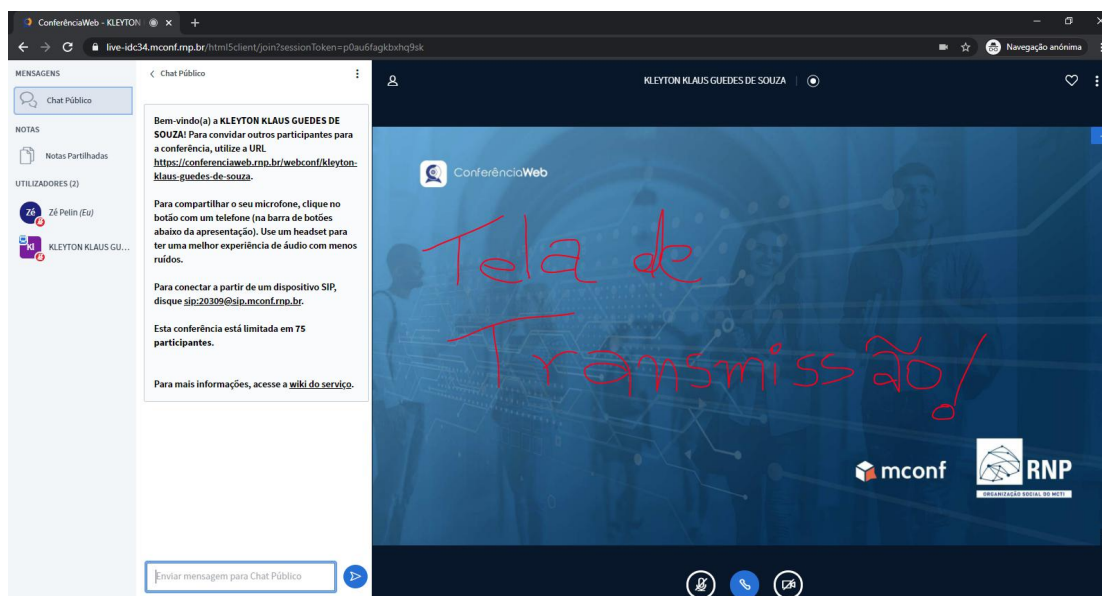 ConferênciaWeb - KLEYTON
live-idc34.mconf.rnp.br/html5client/join?sessionToken=p0au6fagkbxhq9sk
Navegação anónima
MENSAGENS
Chat Público
NOTAS
Notas Partilhadas
UTILIZADORES (2)
Zé
Zé Pelin (Eu)
Kl
KLEYTON KLAUS GU...
Chat Público
Bem-vindo(a) a KLEYTON KLAUS GUEDES DE
SOUZA! Para convidar outros participantes para
a conferência, utilize a URL
https://conferenciaweb.rnp.br/webconf/kleyton-
klaus-guedes-de-souza.
Para compartilhar o seu microfone, clique no
botão com um telefone (na barra de botões
abaixo da apresentação). Use um headset para
ter uma melhor experiência de áudio com menos
ruídos.
Para conectar a partir de um dispositivo SIP,
disque sip:20309@sip.mconf.rnp.br.
Esta conferência está limitada em 75
participantes.
Para mais informações, acesse a wiki do serviço.
Enviar mensagem para Chat Público
KLEYTON KLAUS GUEDES DE SOUZA
ConferênciaWeb
Tela de
Transmissão!
mconf
RNP
ORGANIZAÇÃO SOCIAL DO MCTI